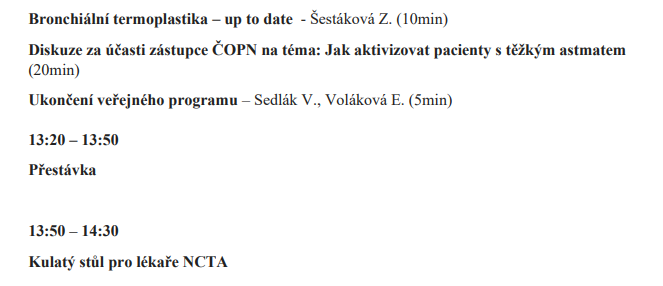 Bronchiální termoplastika – up to date - Šestáková Z. (10min)
Diskuze za účasti zástupce ČOPN na téma: Jak aktivizovat pacienty s těžkým astmatem
(20min)
Ukončení veřejného programu – Sedlák V., Voláková E. (5min)
13:20 – 13:50
Přestávka
13:50 – 14:30
Kulatý stůl pro lékaře NCTA